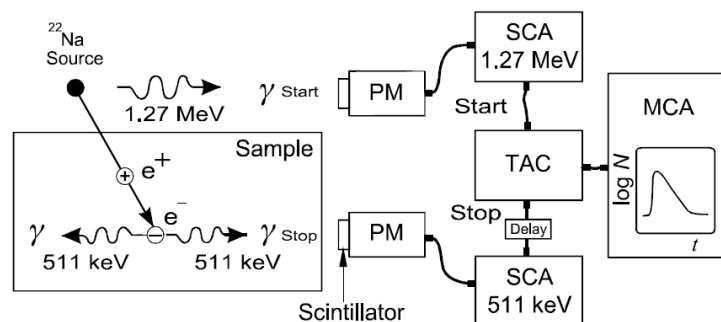 ²²Na
Source
1.27 MeV
γ Start
PM
SCA
1.27 MeV
Start
MCA
log N
t
TAC
Sample
e⁺
+
e⁻
−
γ
γ Stop
511 keV
511 keV
PM
Scintillator
Stop
Delay
SCA
511 keV